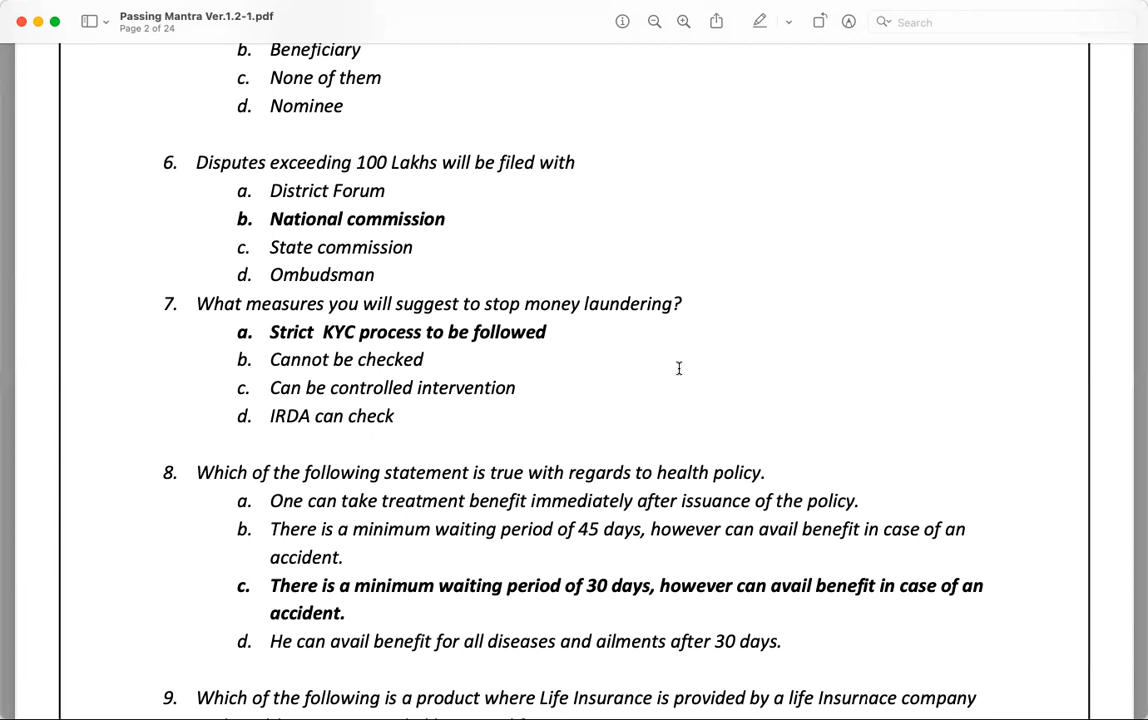 Passing Mantra Ver.1.2-1.pdf
Page 2 of 24
Search
b. Beneficiary
c. None of them
d. Nominee
6. Disputes exceeding 100 Lakhs will be filed with
a. District Forum
b. National commission
c. State commission
d. Ombudsman
7. What measures you will suggest to stop money laundering?
a. Strict KYC process to be followed
b. Cannot be checked
c. Can be controlled intervention
d. IRDA can check
8. Which of the following statement is true with regards to health policy.
a. One can take treatment benefit immediately after issuance of the policy.
b. There is a minimum waiting period of 45 days, however can avail benefit in case of an
accident.
c. There is a minimum waiting period of 30 days, however can avail benefit in case of an
accident.
d. He can avail benefit for all diseases and ailments after 30 days.
9. Which of the following is a product where Life Insurance is provided by a life Insurnace company